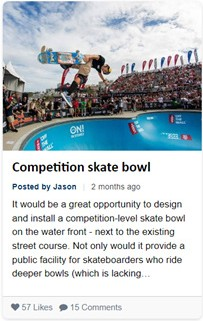 ON!
Competition skate bowl
Posted by Jason | 2 months ago
It would be a great opportunity to design
and install a competition-level skate bowl
on the water front - next to the existing
street course. Not only would it provide a
public facility for skateboarders who ride
deeper bowls (which is lacking…
57 Likes 15 Comments